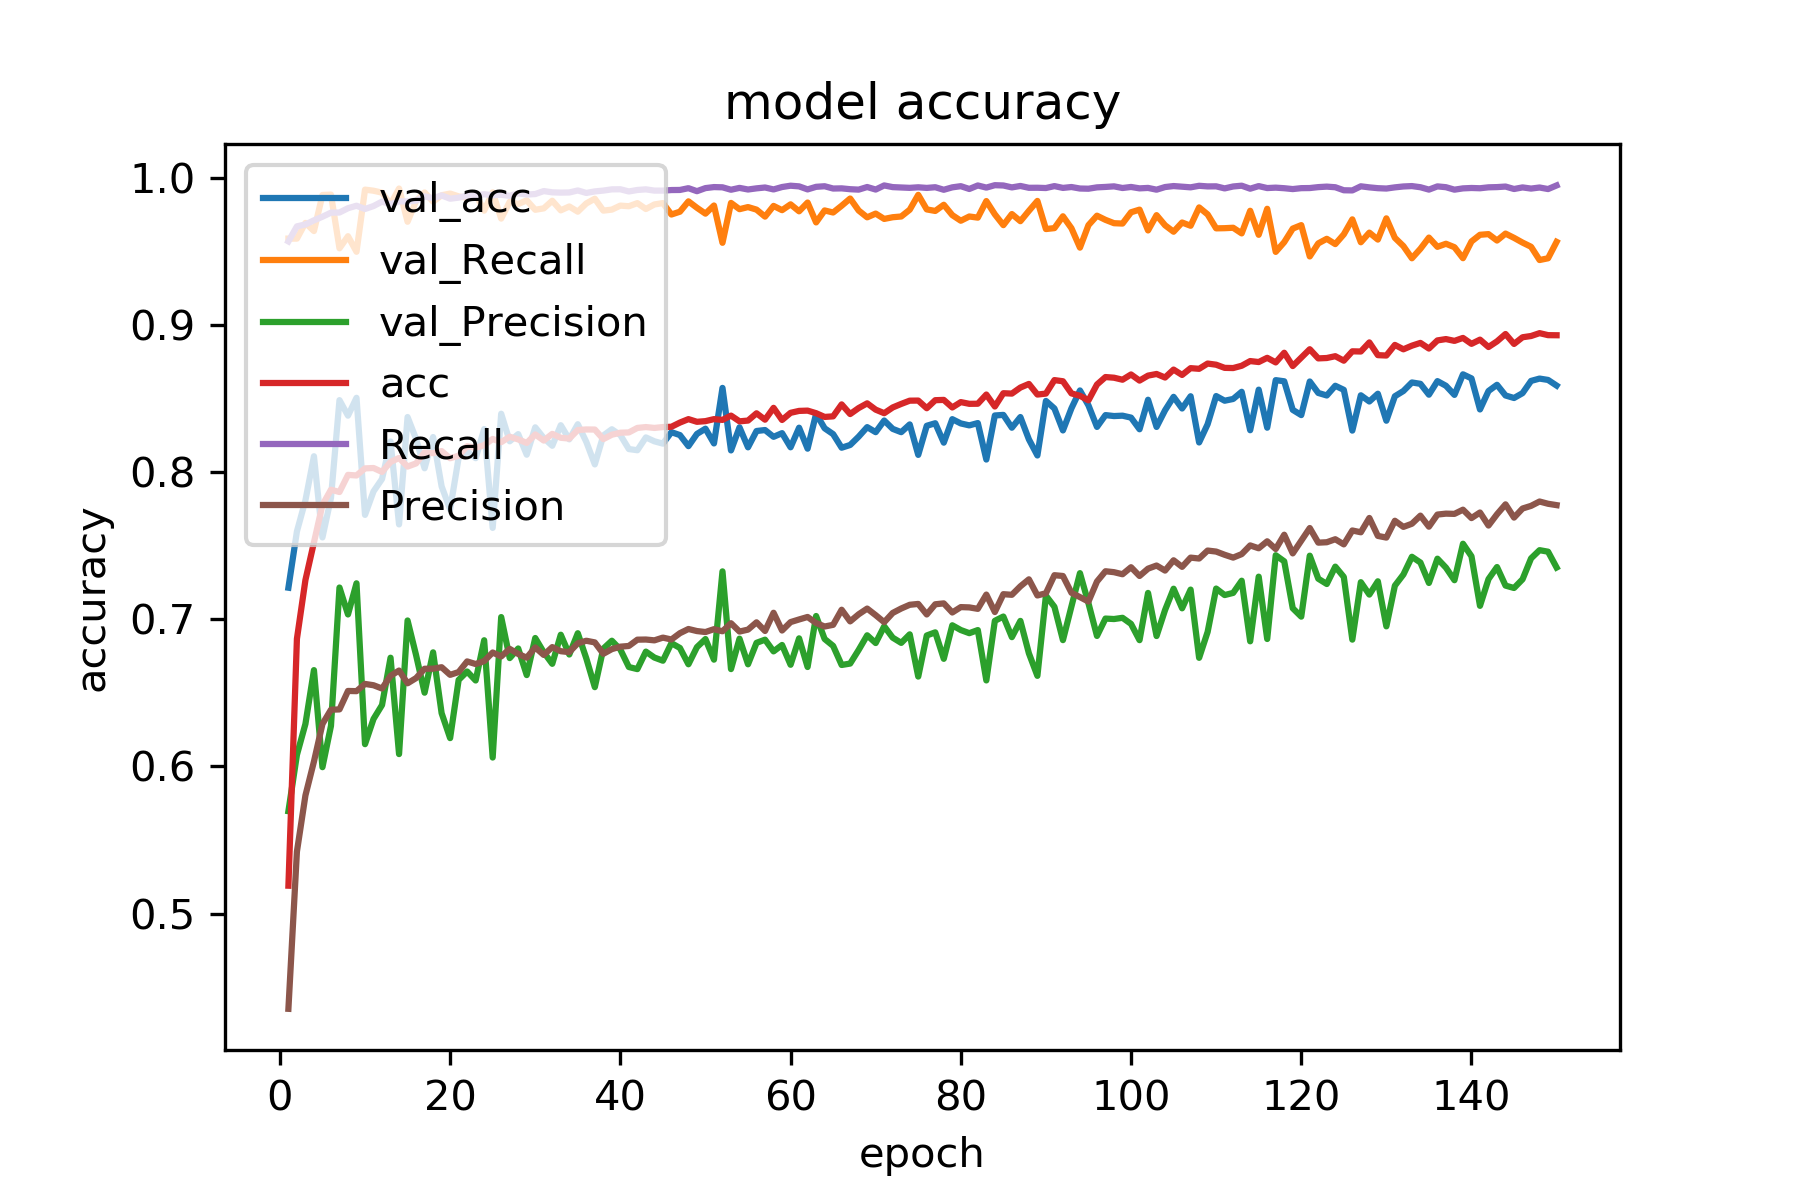 model accuracy
val_acc
val_Recall
val_Precision
acc
Recall
Precision
accuracy
1.0
0.9
0.8
0.7
0.6
0.5
0 20 40 60 80 100 120 140
epoch